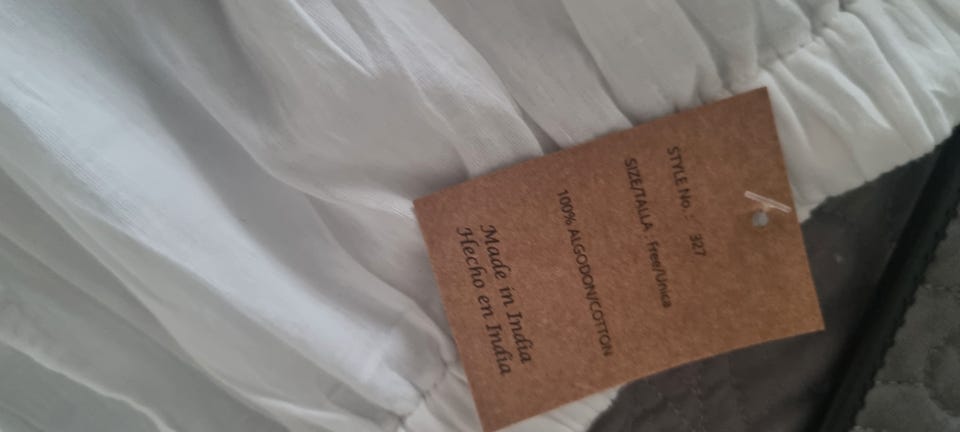 STYLE No. : 327
SIZE/TALLA : Free/Unica
100% ALGODON/COTTON
Made in India
Hecho en India